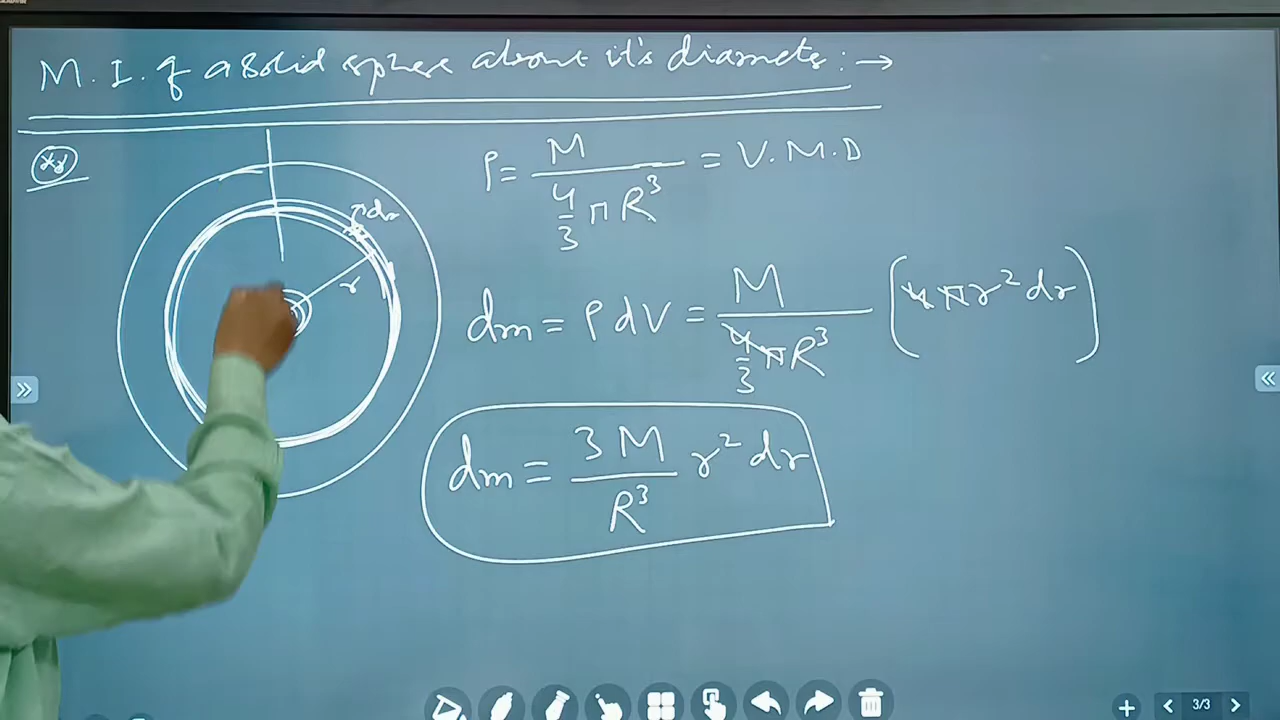 M. I. of a solid sphere about it's diameter : →
ρ = M / (4/3 π R³) = V.M.D
dr
r
dm = ρ dV = M / (4/3 π R³) (4 π r² dr)
dm = 3 M / R³ r² dr
3/3